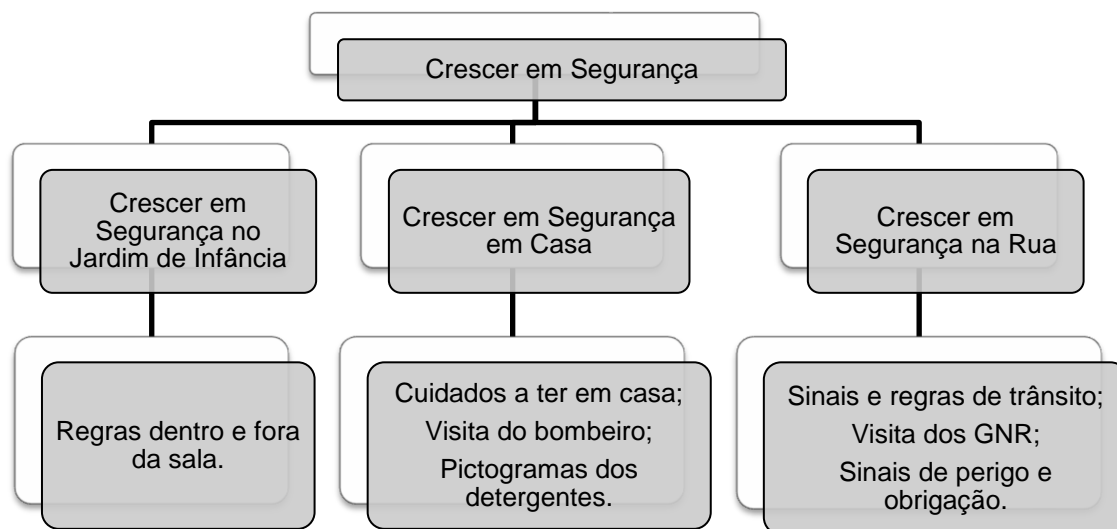 Crescer em Segurança
Crescer em
Segurança no
Jardim de Infância
Crescer em Segurança
em Casa
Crescer em
Segurança na Rua
Regras dentro e fora
da sala.
Cuidados a ter em casa;
Visita do bombeiro;
Pictogramas dos
detergentes.
Sinais e regras de trânsito;
Visita dos GNR;
Sinais de perigo e
obrigação.